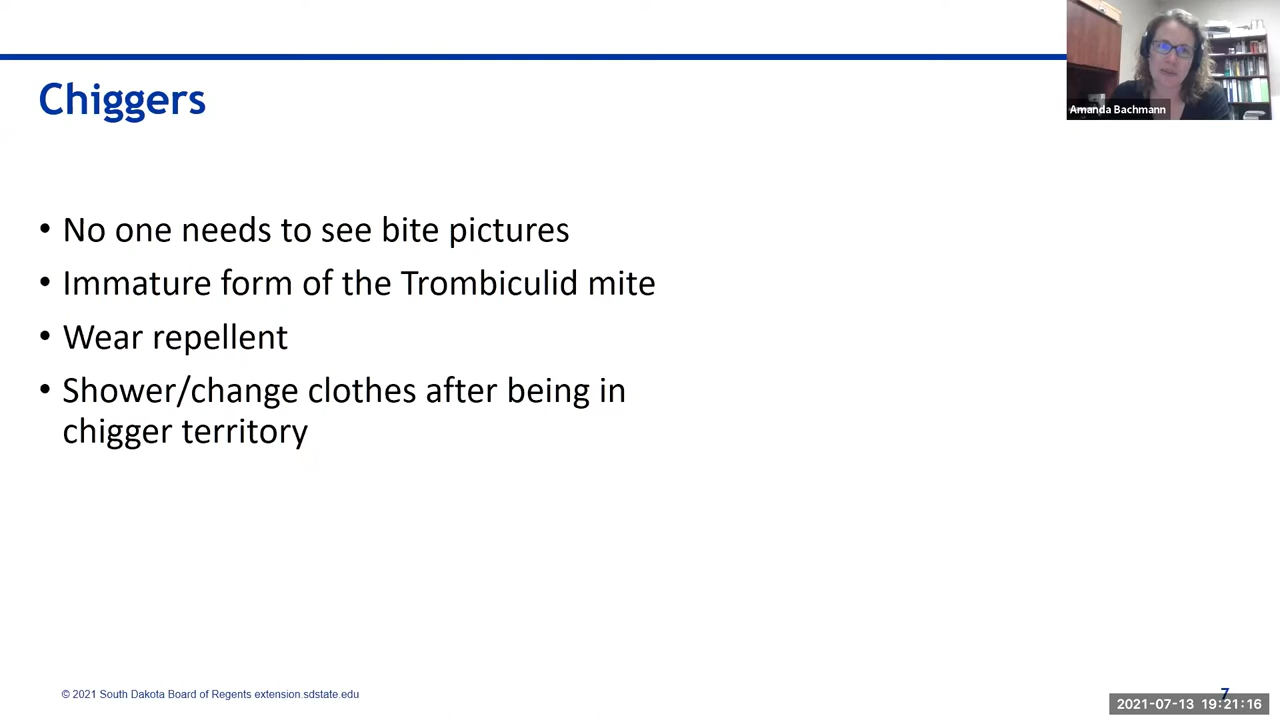 Chiggers
Amanda Bachmann
• No one needs to see bite pictures
• Immature form of the Trombiculid mite
• Wear repellent
• Shower/change clothes after being in
chigger territory
© 2021 South Dakota Board of Regents extension.sdstate.edu
7
2021-07-13 19:21:16